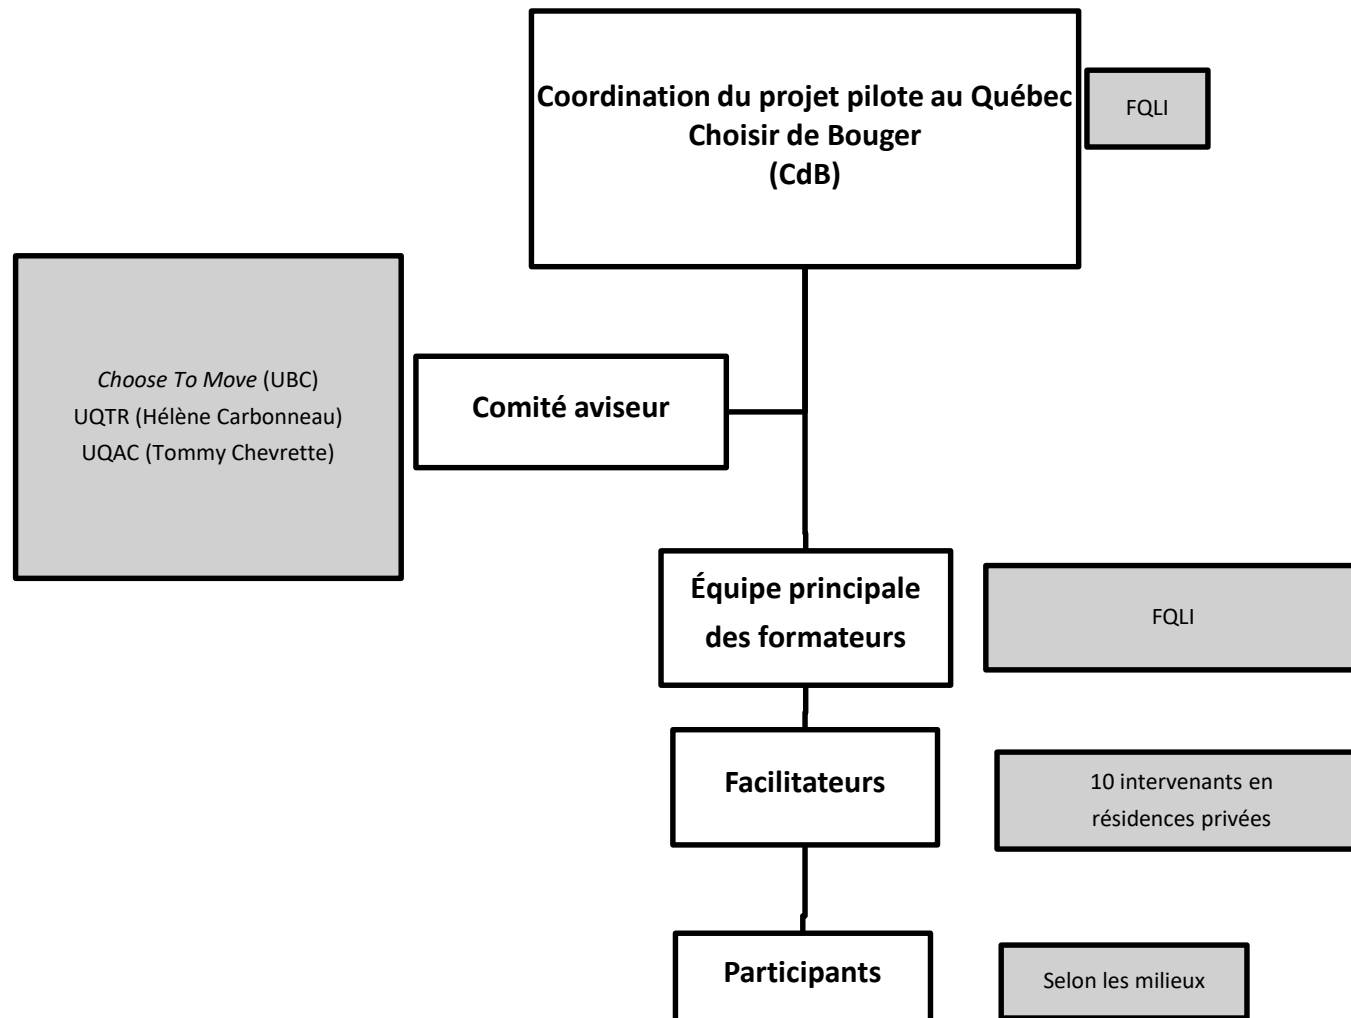 Coordination du projet pilote au Québec
Choisir de Bouger
(CdB)
FQLI
Choose To Move (UBC)
UQTR (Hélène Carbonneau)
UQAC (Tommy Chevrette)
Comité aviseur
Équipe principale
des formateurs
FQLI
Facilitateurs
10 intervenants en
résidences privées
Participants
Selon les milieux